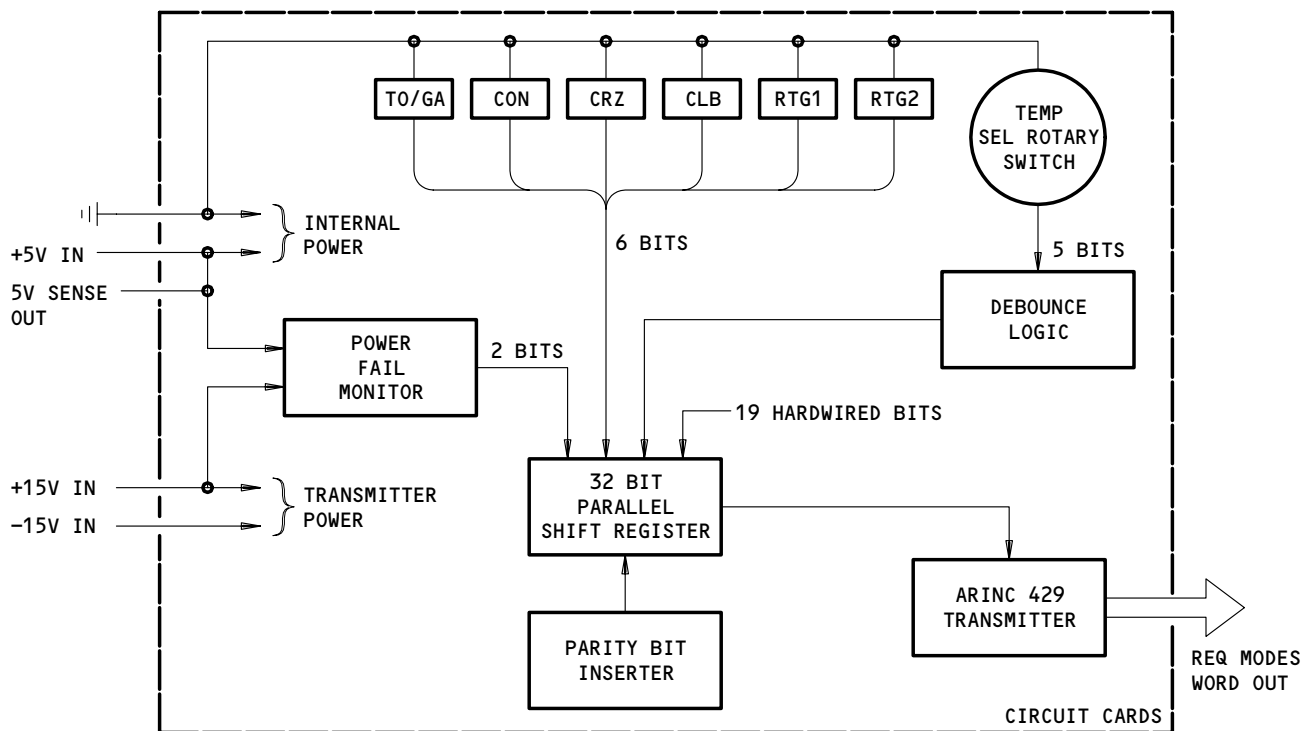 TO/GA
CON
CRZ
CLB
RTG1
RTG2
TEMP
SEL ROTARY
SWITCH
INTERNAL
POWER
+5V IN
5V SENSE
OUT
6 BITS
5 BITS
DEBOUNCE
LOGIC
POWER
FAIL
MONITOR
2 BITS
19 HARDWIRED BITS
+15V IN
-15V IN
TRANSMITTER
POWER
32 BIT
PARALLEL
SHIFT REGISTER
ARINC 429
TRANSMITTER
PARITY BIT
INSERTER
REQ MODES
WORD OUT
CIRCUIT CARDS